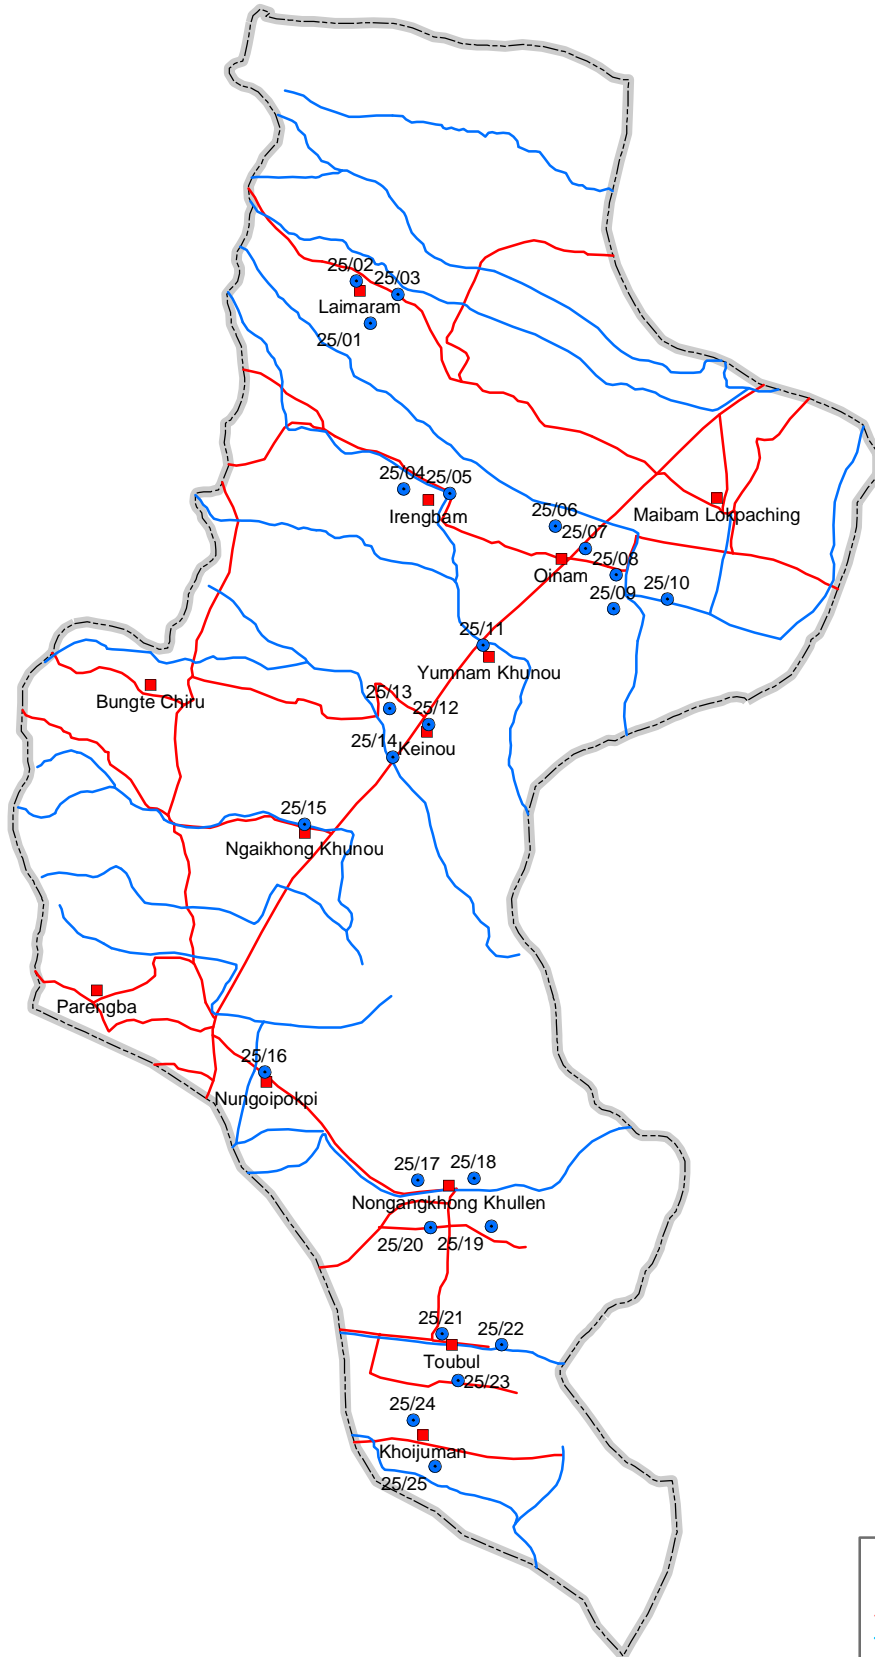 25/02
25/03
Laimaram
25/01
25/04
25/05
Irengbam
Maibam Lokpaching
25/06
25/07
25/08
Oinam
25/09
25/10
25/11
Yumnam Khunou
Bungte Chiru
25/13
25/12
25/14
Keinou
25/15
Ngaikhong Khunou
Parengba
25/16
Nungoipokpi
25/17
25/18
Nongangkhong Khullen
25/20
25/19
25/21
25/22
Toubul
25/23
25/24
Khoijuman
25/25